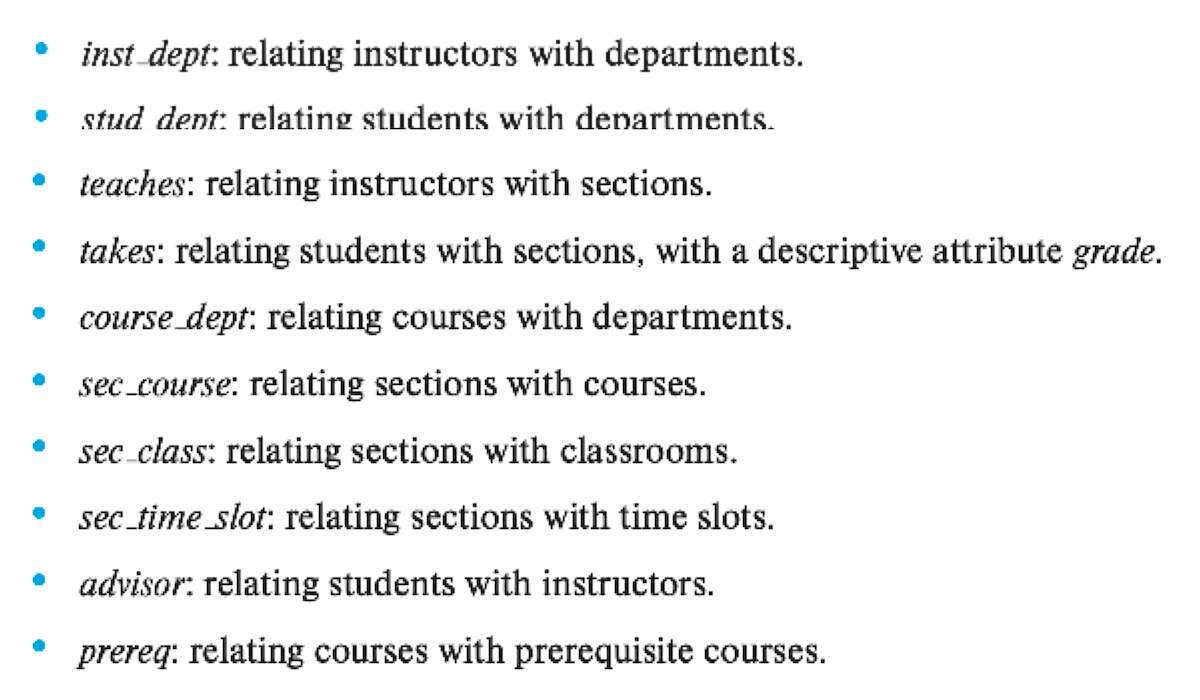 • inst_dept: relating instructors with departments.
• stud_dept: relating students with departments.
• teaches: relating instructors with sections.
• takes: relating students with sections, with a descriptive attribute grade.
• course_dept: relating courses with departments.
• sec_course: relating sections with courses.
• sec_class: relating sections with classrooms.
• sec_time_slot: relating sections with time slots.
• advisor: relating students with instructors.
• prereq: relating courses with prerequisite courses.